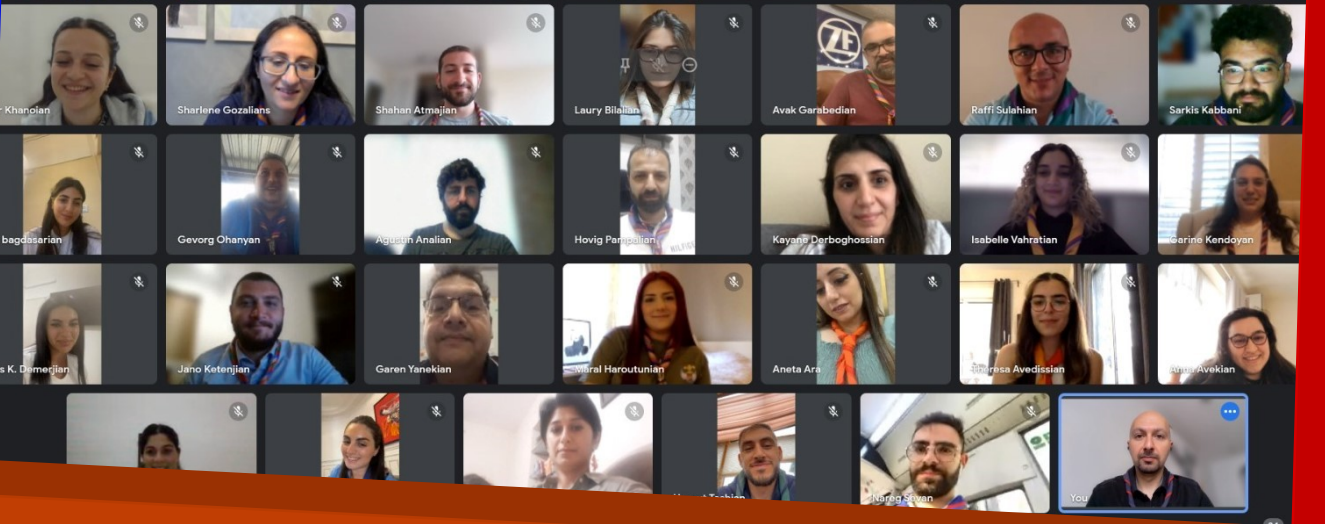 Khanoian
Sharlene Gozalians
Shahan Atmajian
Laury Bilalian
ZF
Avak Garabedian
Raffi Sulahian
Sarkis Kabbani
bagdasarian
Gevorg Ohanyan
Agustin Analian
Hovig Pampalian
Kayane Derboghossian
Isabelle Vahratian
Garine Kendoyan
s K. Demerjian
Jano Ketenjian
Garen Yanekian
Maral Haroutunian
Aneta Ara
Theresa Avedissian
Avekian
Nareg Sevan
You